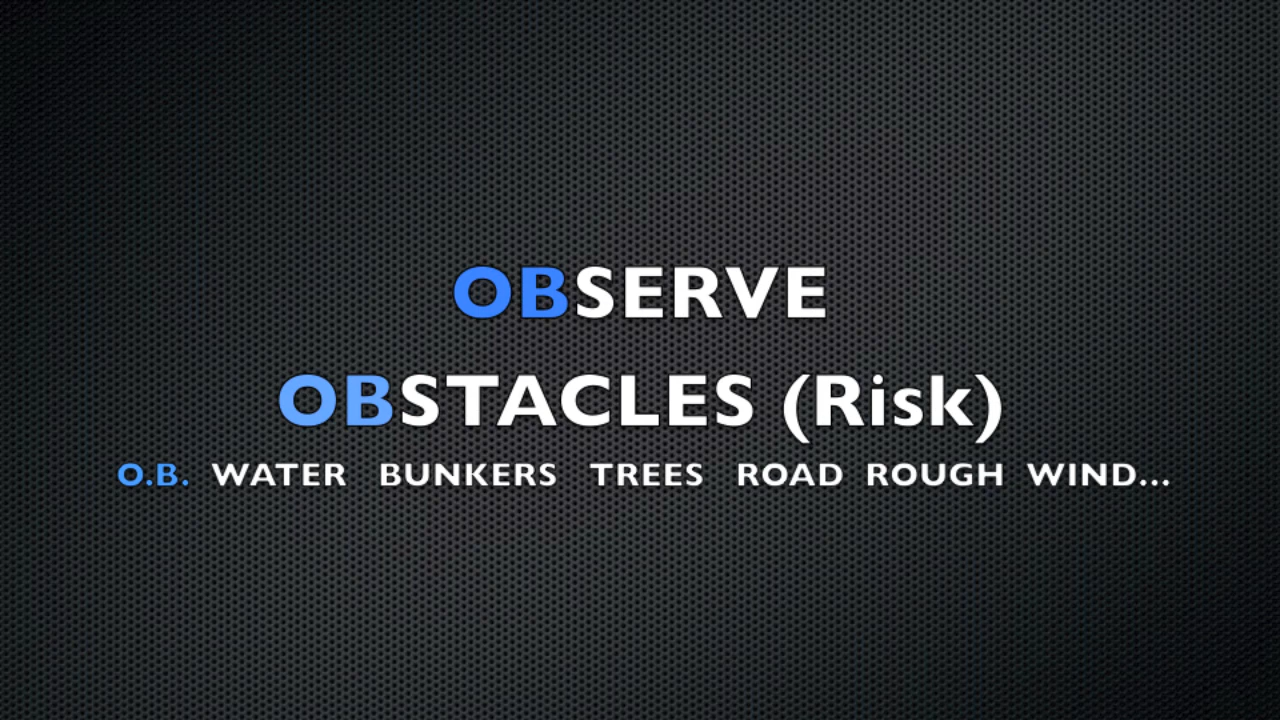 OBSERVE
OBSTACLES (Risk)
O.B. WATER BUNKERS TREES ROAD ROUGH WIND...